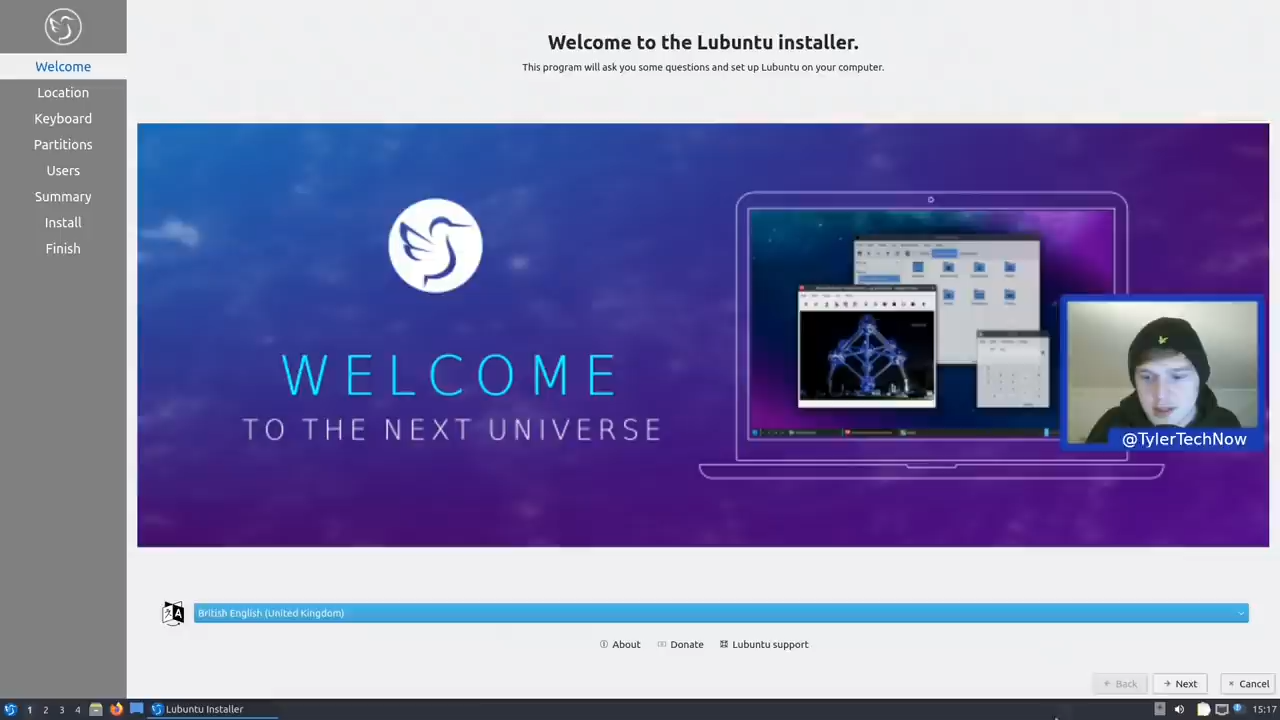 Welcome
Location
Keyboard
Partitions
Users
Summary
Install
Finish
Welcome to the Lubuntu installer.
This program will ask you some questions and set up Lubuntu on your computer.
WELCOME
TO THE NEXT UNIVERSE
@TylerTechNow
British English (United Kingdom)
About
Donate
Lubuntu support
Back
Next
Cancel
1 2 3 4
Lubuntu Installer
15:17